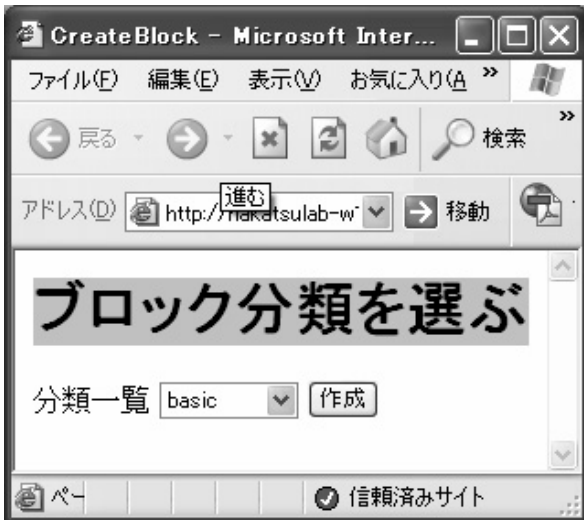 CreateBlock - Microsoft Inter...
ファイル(F) 編集(E) 表示(V) お気に入り(A »
戻る 検索 »
進む
アドレス(D) http://nakatsulab-w 移動
ブロック分類を選ぶ
分類一覧 basic 作成
ペー 信頼済みサイト